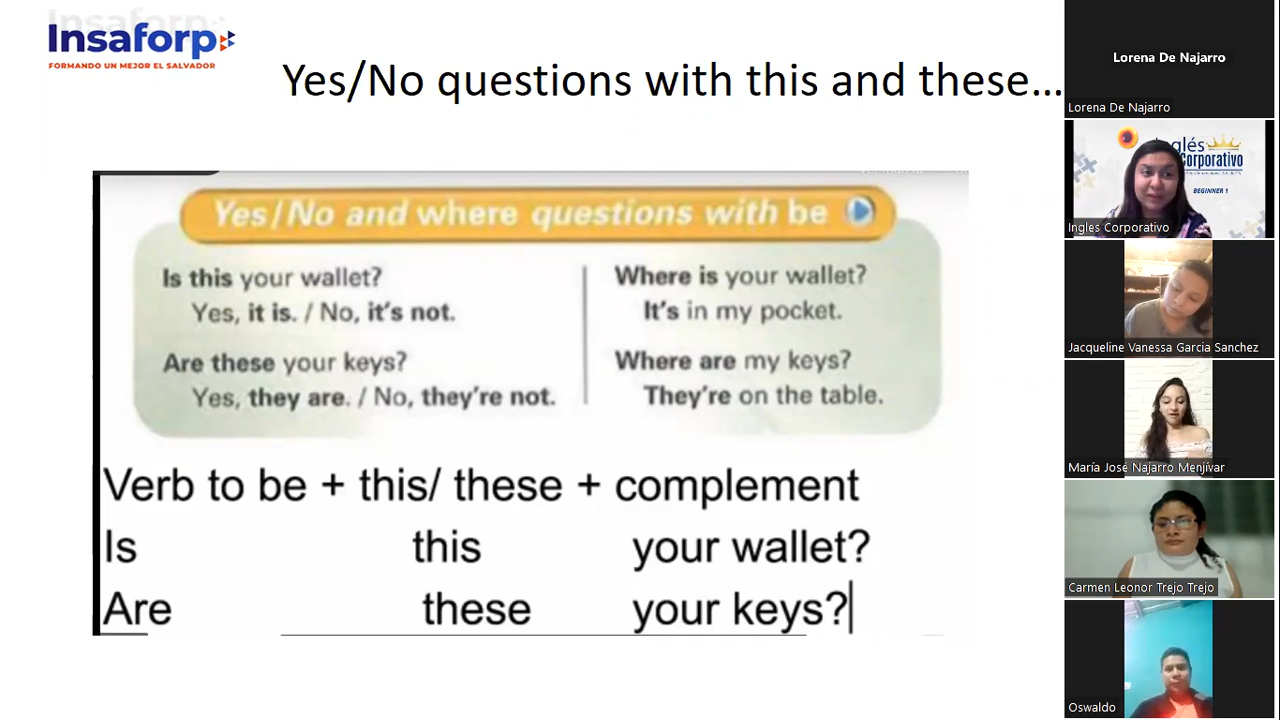 Insaforp
FORMANDO UN MEJOR EL SALVADOR
Yes/No questions with this and these...
Yes/No and where questions with be
Is this your wallet?
Yes, it is. / No, it's not.
Are these your keys?
Yes, they are. / No, they're not.
Where is your wallet?
It's in my pocket.
Where are my keys?
They're on the table.
Verb to be + this/ these + complement
Is this your wallet?
Are these your keys?
Lorena De Najarro
Lorena De Najarro
Inglés
Corporativo
BEGINNER 1
Ingles Corporativo
Jacqueline Vanessa Garcia Sanchez
María José Najarro Menjívar
Carmen Leonor Trejo Trejo
Oswaldo